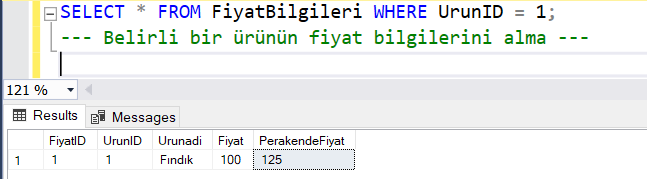 SELECT * FROM FiyatBilgileri WHERE UrunID = 1;
--- Belirli bir ürünün fiyat bilgilerini alma ---
121 %
Results Messages
FiyatID UrunID Urunadi Fiyat PerakendeFiyat
1 1 1 Fındık 100 125